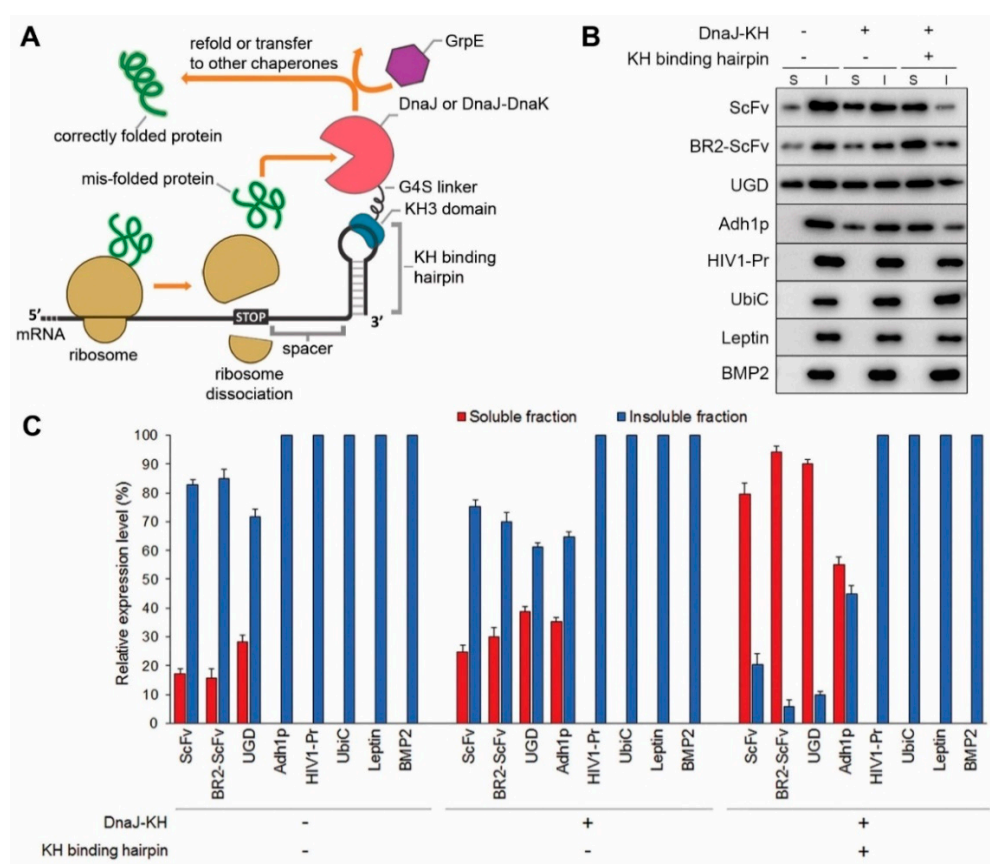 A
refold or transfer
to other chaperones
GrpE
DnaJ or DnaJ-DnaK
correctly folded protein
mis-folded protein
G4S linker
KH3 domain
KH binding
hairpin
5’
mRNA
STOP
3’
ribosome
spacer
ribosome
dissociation
B
DnaJ-KH - + +
KH binding hairpin - - +
S I S I S I
ScFv
BR2-ScFv
UGD
Adh1p
HIV1-Pr
UbiC
Leptin
BMP2
C
Soluble fraction Insoluble fraction
Relative expression level (%)
100
90
80
70
60
50
40
30
20
10
0
ScFv BR2-ScFv UGD Adh1p HIV1-Pr UbiC Leptin BMP2 ScFv BR2-ScFv UGD Adh1p HIV1-Pr UbiC Leptin BMP2 ScFv BR2-ScFv UGD Adh1p HIV1-Pr UbiC Leptin BMP2
DnaJ-KH - + +
KH binding hairpin - - +